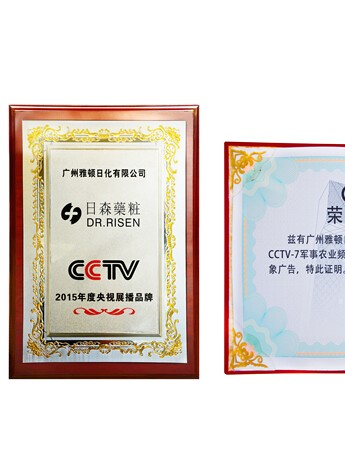 广州雅顿日化有限公司
日森藥粧
DR.RISEN
CCTV
2015年度央视展播品牌
荣
兹有广州雅顿
CCTV-7军事农业频
象广告，特此证明。